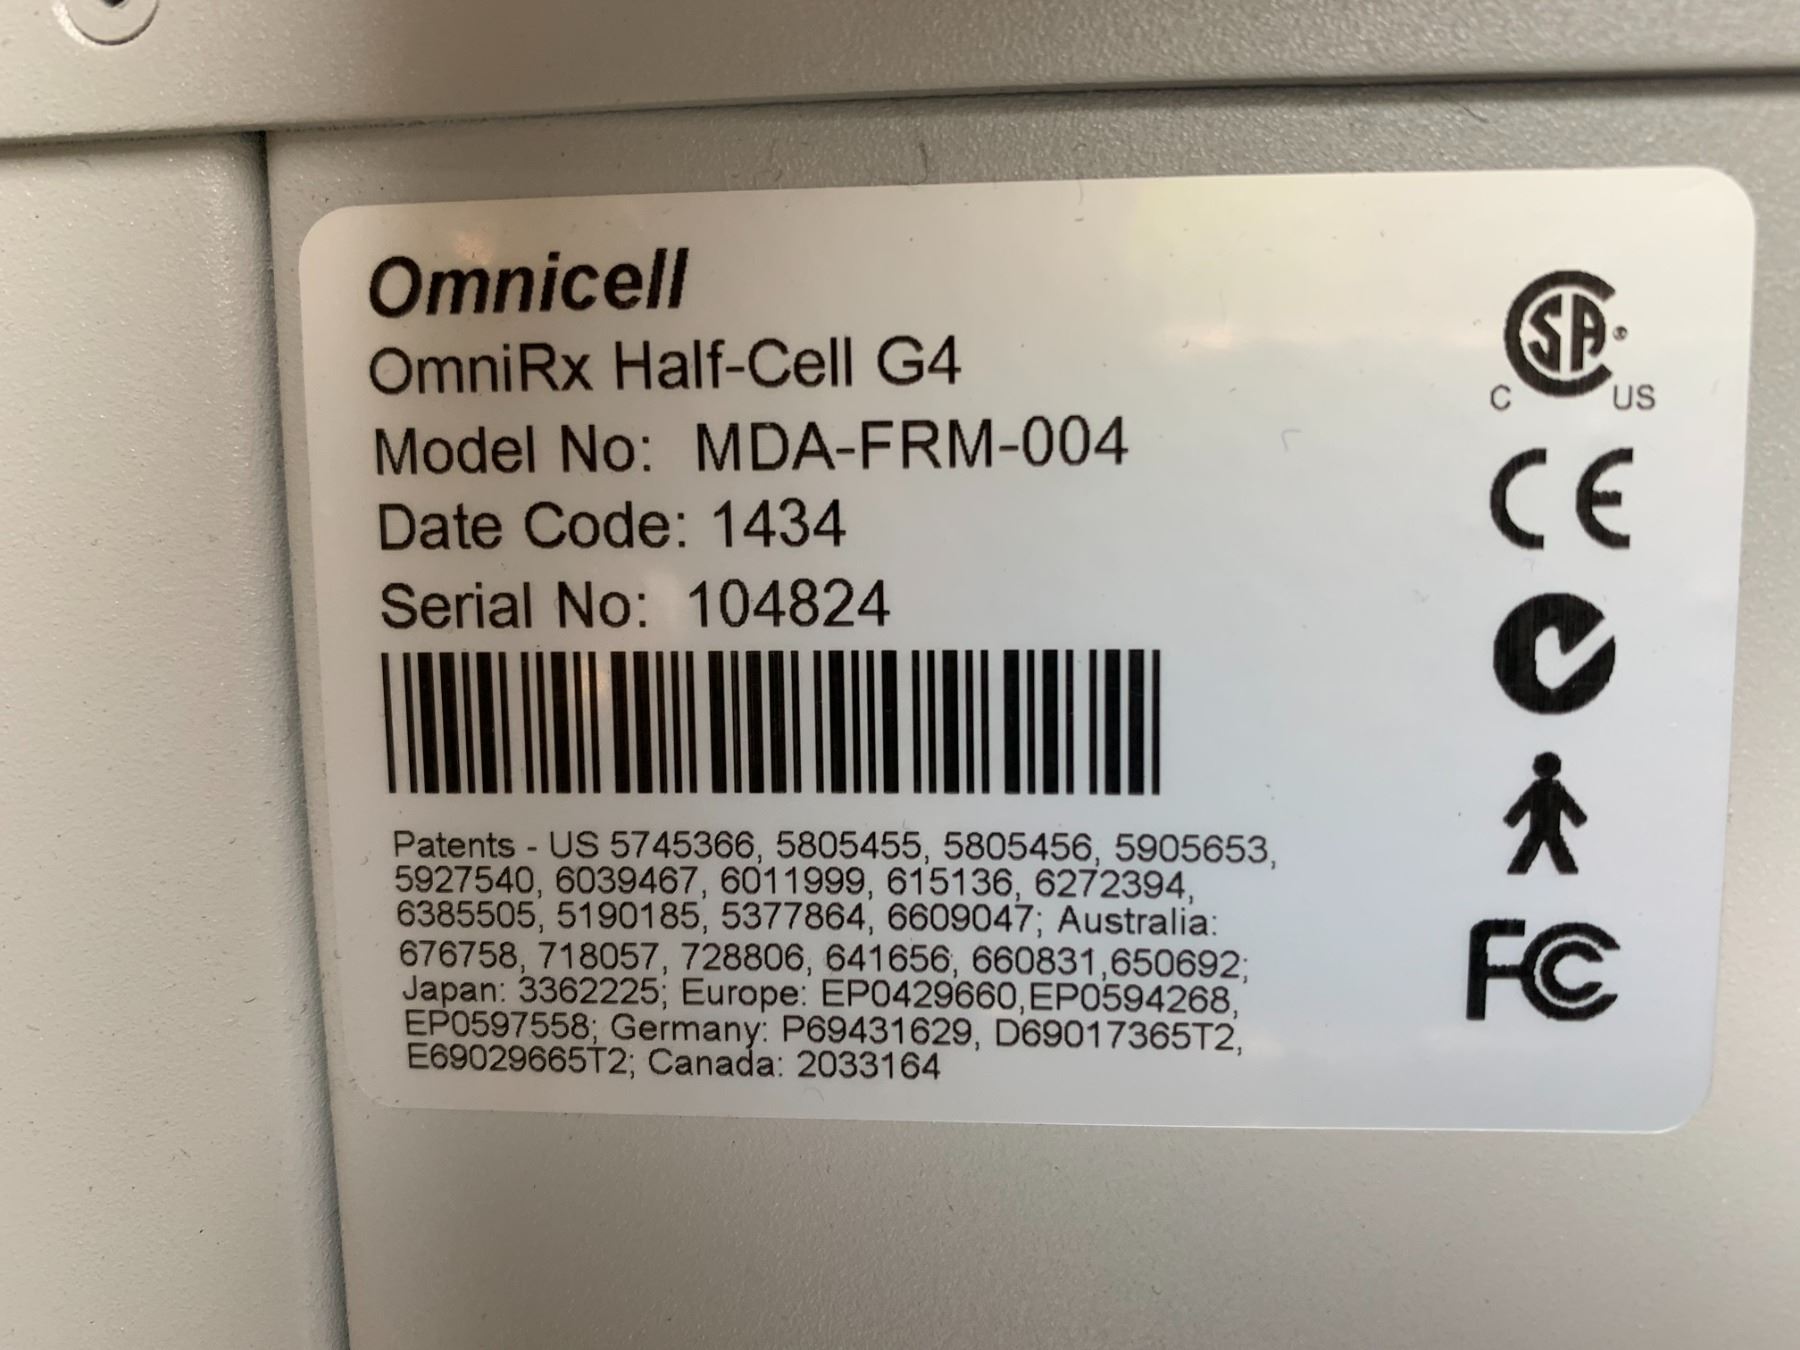 Omnicell
OmniRx Half-Cell G4
Model No: MDA-FRM-004
Date Code: 1434
Serial No: 104824
Patents - US 5745366, 5805455, 5805456, 5905653,
5927540, 6039467, 6011999, 615136, 6272394,
6385505, 5190185, 5377864, 6609047; Australia:
676758, 718057, 728806, 641656, 660831,650692;
Japan: 3362225; Europe: EP0429660,EP0594268,
EP0597558; Germany: P69431629, D69017365T2,
E69029665T2; Canada: 2033164
CSA®
C US
CE
FC